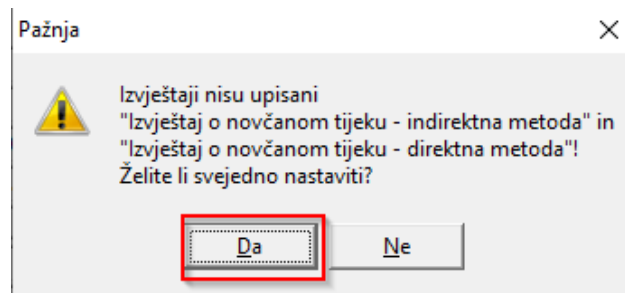 Pažnja
Izvještaji nisu upisani
"Izvještaj o novčanom tijeku - indirektna metoda" in
"Izvještaj o novčanom tijeku - direktna metoda"!
Želite li svejedno nastaviti?
Da
Ne